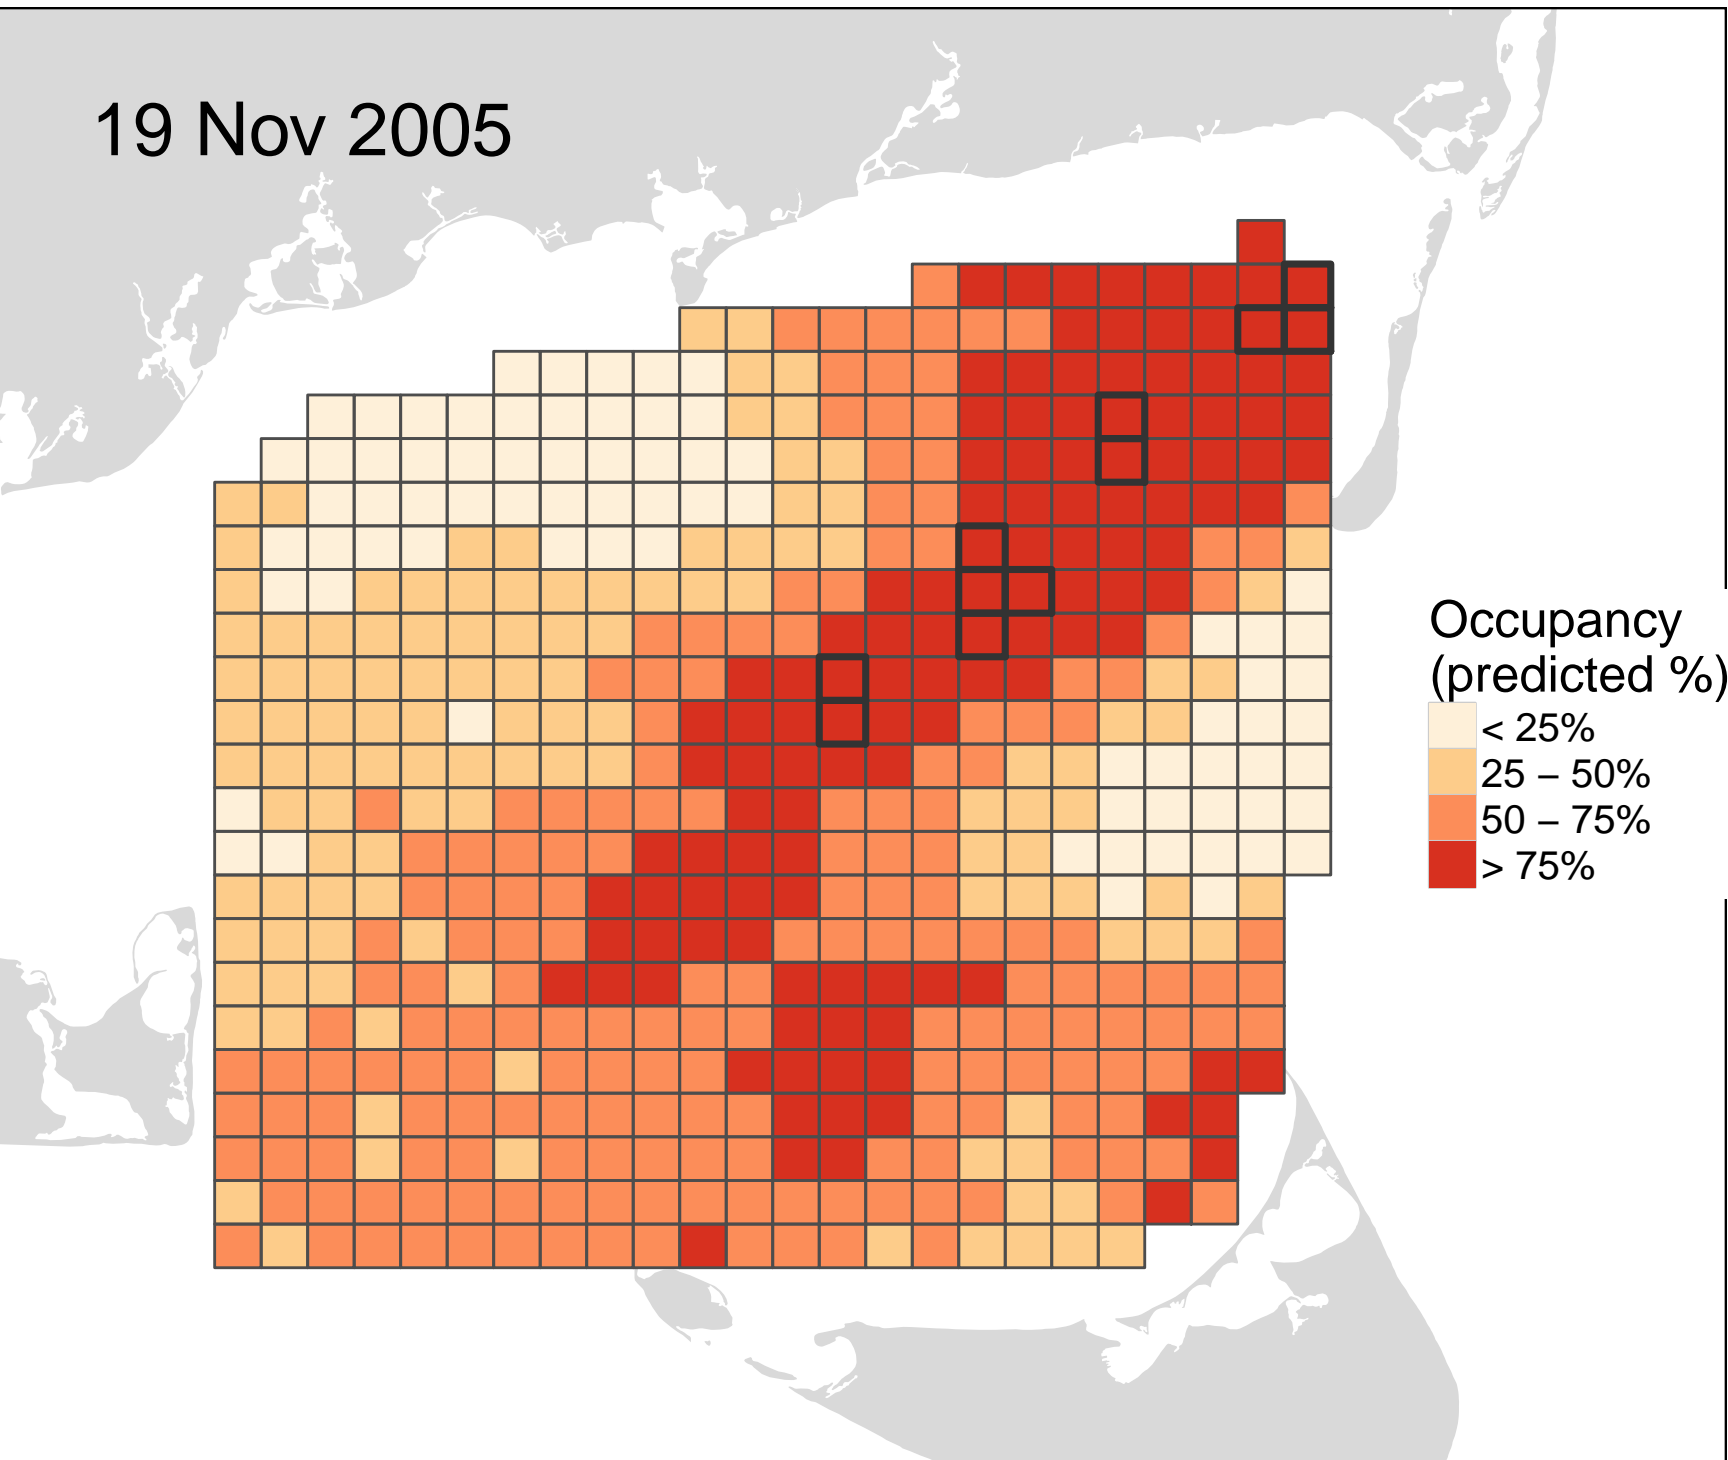 19 Nov 2005
Occupancy
(predicted %)
< 25%
25 – 50%
50 – 75%
> 75%